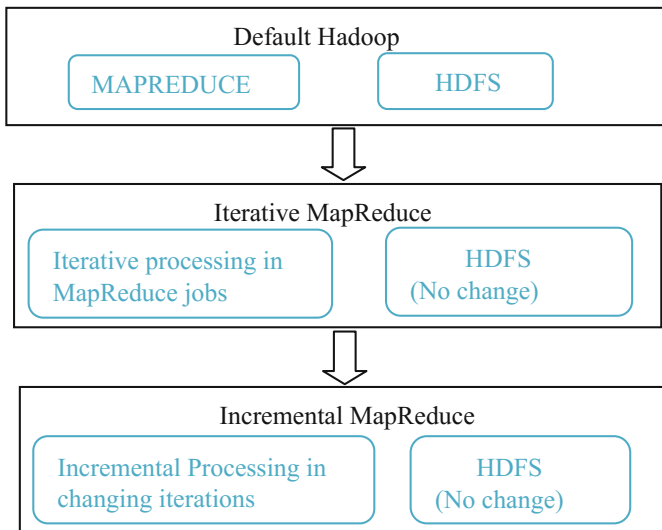 Default Hadoop
MAPREDUCE
HDFS
Iterative MapReduce
Iterative processing in
MapReduce jobs
HDFS
(No change)
Incremental MapReduce
Incremental Processing in
changing iterations
HDFS
(No change)